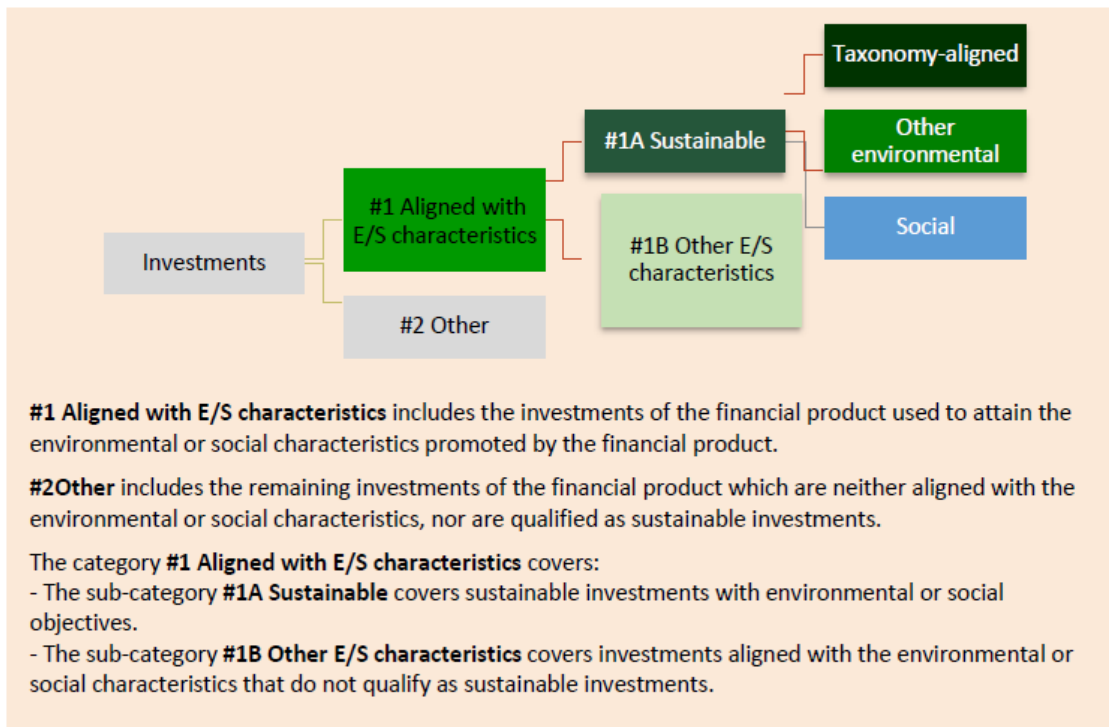 Taxonomy-aligned
#1A Sustainable
Other
environmental
#1 Aligned with
E/S characteristics
Social
#1B Other E/S
characteristics
Investments
#2 Other
#1 Aligned with E/S characteristics includes the investments of the financial product used to attain the
environmental or social characteristics promoted by the financial product.
#2Other includes the remaining investments of the financial product which are neither aligned with the
environmental or social characteristics, nor are qualified as sustainable investments.
The category #1 Aligned with E/S characteristics covers:
- The sub-category #1A Sustainable covers sustainable investments with environmental or social
objectives.
- The sub-category #1B Other E/S characteristics covers investments aligned with the environmental or
social characteristics that do not qualify as sustainable investments.